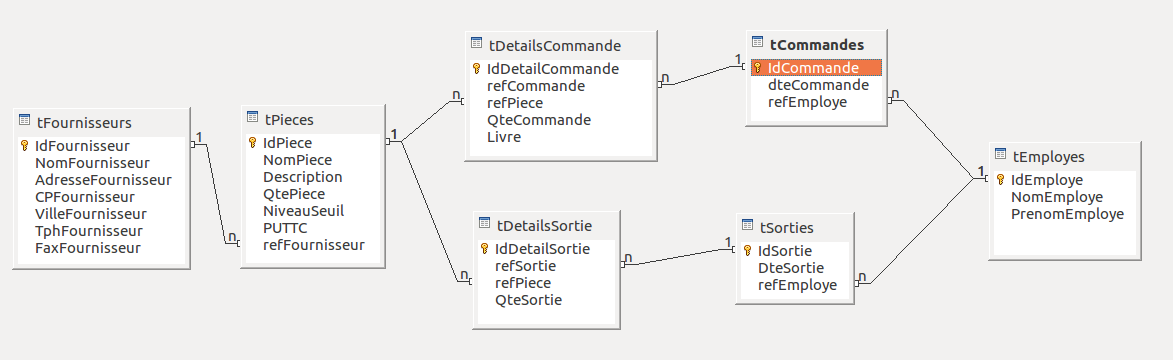 tFournisseurs
IdFournisseur
NomFournisseur
AdresseFournisseur
CPFournisseur
VilleFournisseur
TphFournisseur
FaxFournisseur
1
n
tPieces
IdPiece
NomPiece
Description
QtePiece
NiveauSeuil
PUTTC
refFournisseur
1
n
n
tDetailsCommande
IdDetailCommande
refCommande
refPiece
QteCommande
Livre
n
1
tDetailsSortie
IdDetailSortie
refSortie
refPiece
QteSortie
n
1
tCommandes
IdCommande
dteCommande
refEmploye
n
tSorties
IdSortie
DteSortie
refEmploye
n
1
tEmployes
IdEmploye
NomEmploye
PrenomEmploye